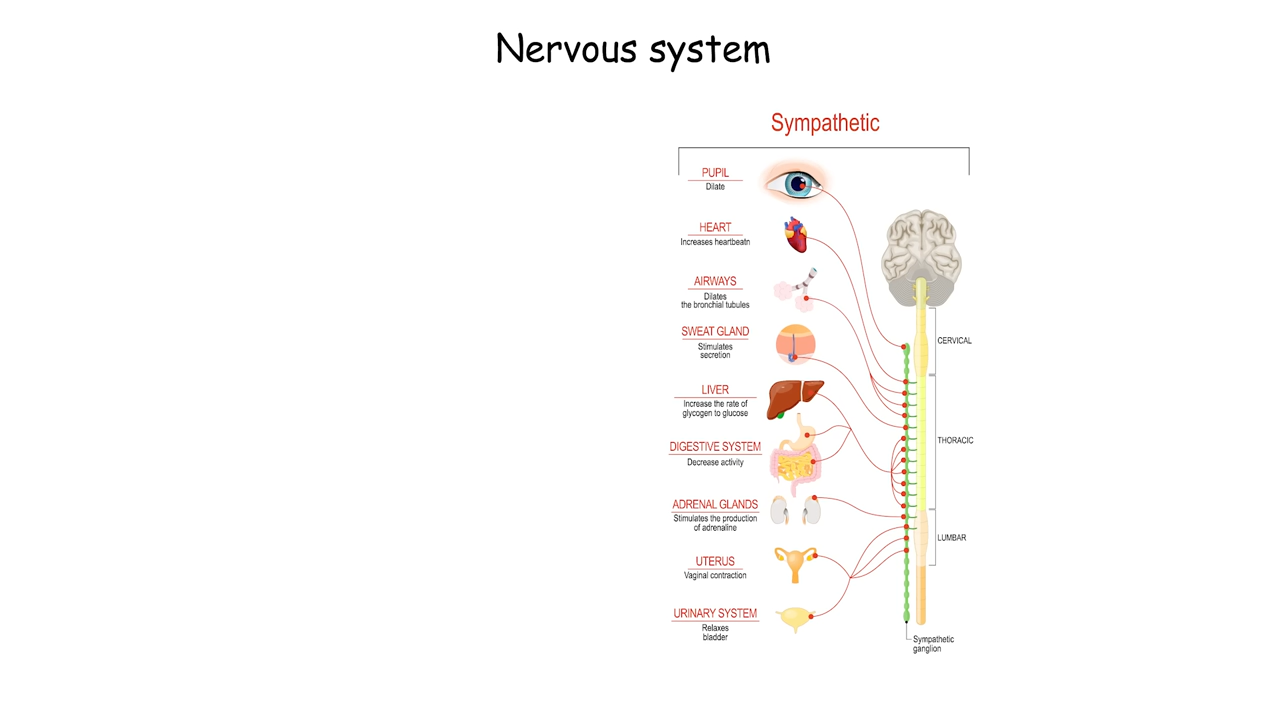 Nervous system
Sympathetic
PUPIL
Dilate
HEART
Increases heartbeatn
AIRWAYS
Dilates
the bronchial tubules
SWEAT GLAND
Stimulates
secretion
LIVER
Increase the rate of
glycogen to glucose
DIGESTIVE SYSTEM
Decrease activity
ADRENAL GLANDS
Stimulates the production
of adrenaline
UTERUS
Vaginal contraction
URINARY SYSTEM
Relaxes
bladder
CERVICAL
THORACIC
LUMBAR
Sympathetic
ganglion